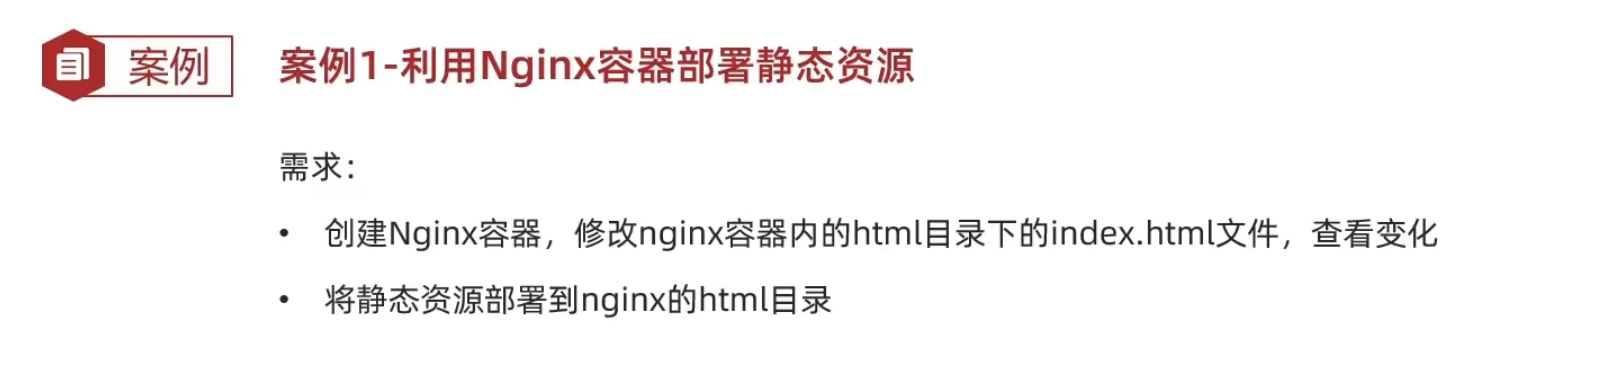 案例
案例1-利用Nginx容器部署静态资源
需求：
• 创建Nginx容器，修改nginx容器内的html目录下的index.html文件，查看变化
• 将静态资源部署到nginx的html目录